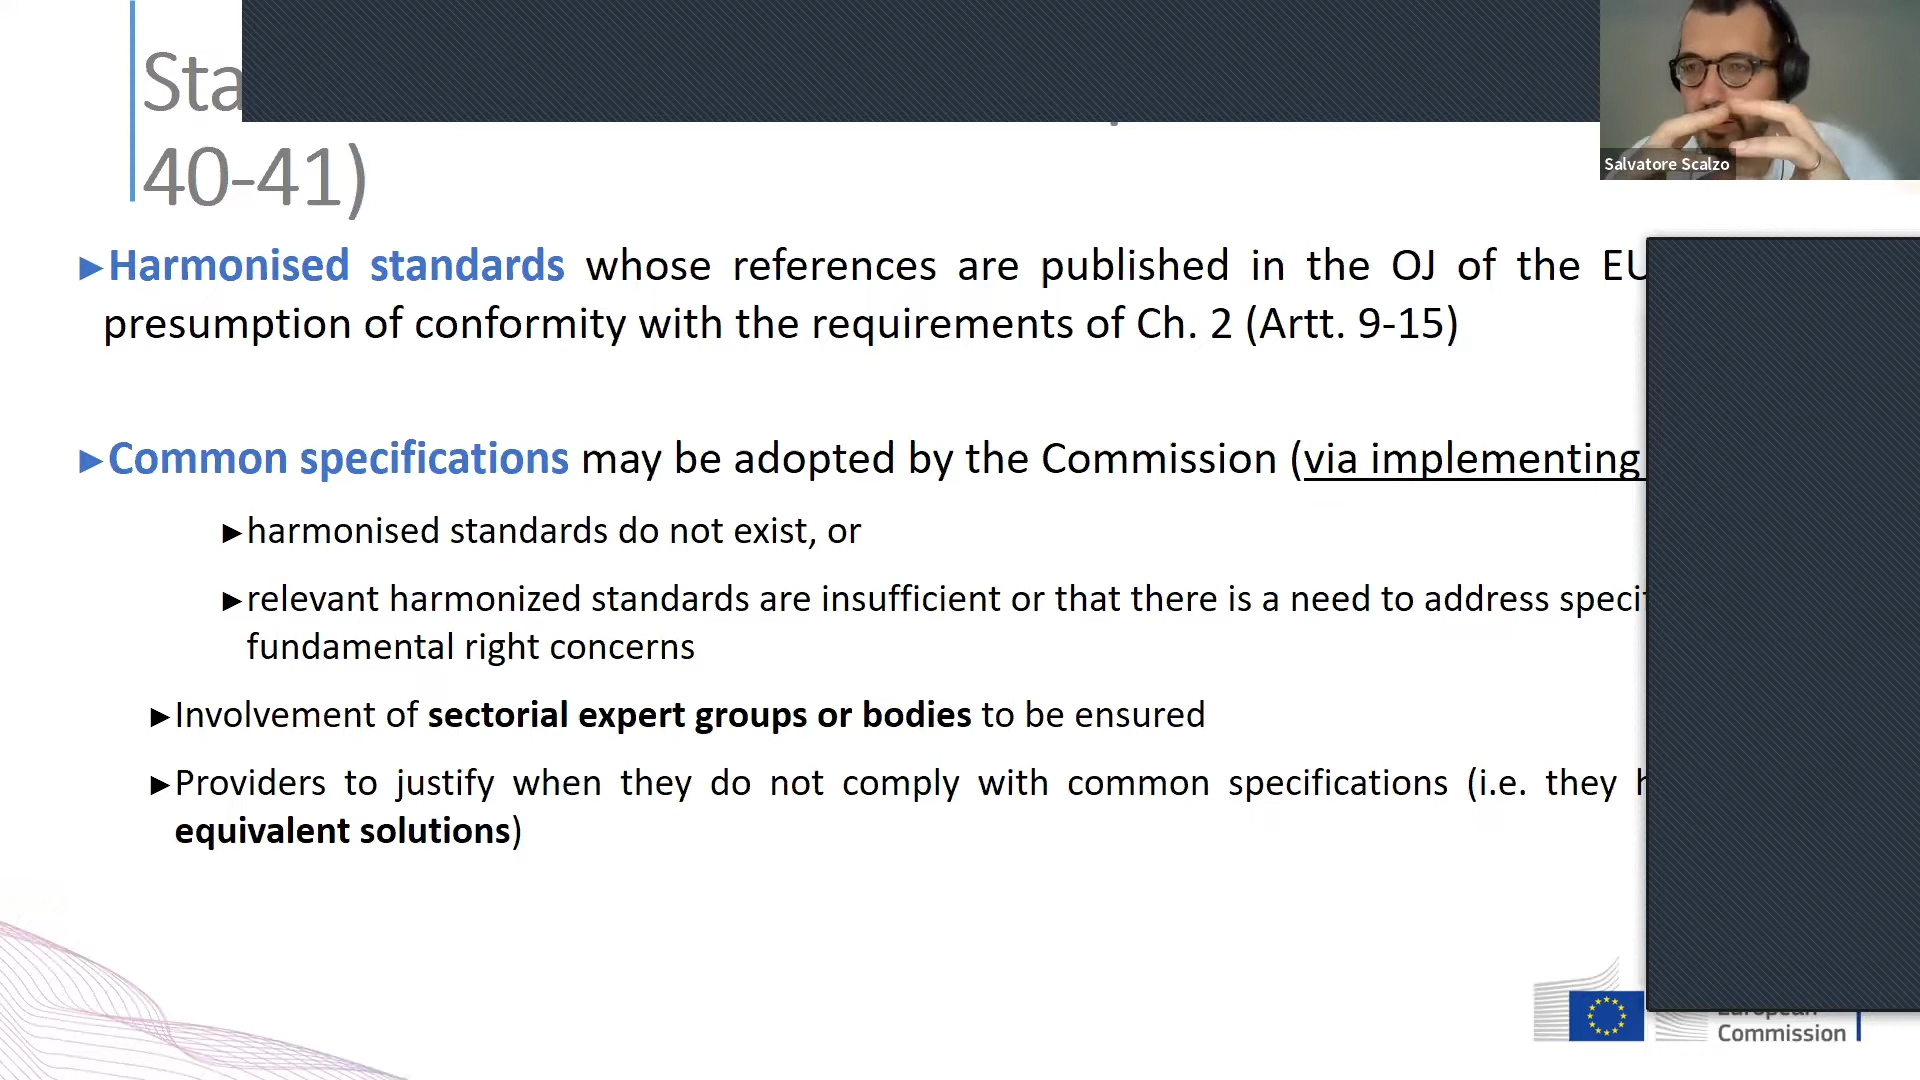 Sta
40-41)
Salvatore Scalzo
►Harmonised standards whose references are published in the OJ of the EU
presumption of conformity with the requirements of Ch. 2 (Artt. 9-15)
►Common specifications may be adopted by the Commission (via implementing
►harmonised standards do not exist, or
►relevant harmonized standards are insufficient or that there is a need to address
fundamental right concerns
►Involvement of sectorial expert groups or bodies to be ensured
►Providers to justify when they do not comply with common specifications (i.e. they
equivalent solutions)
European
Commission